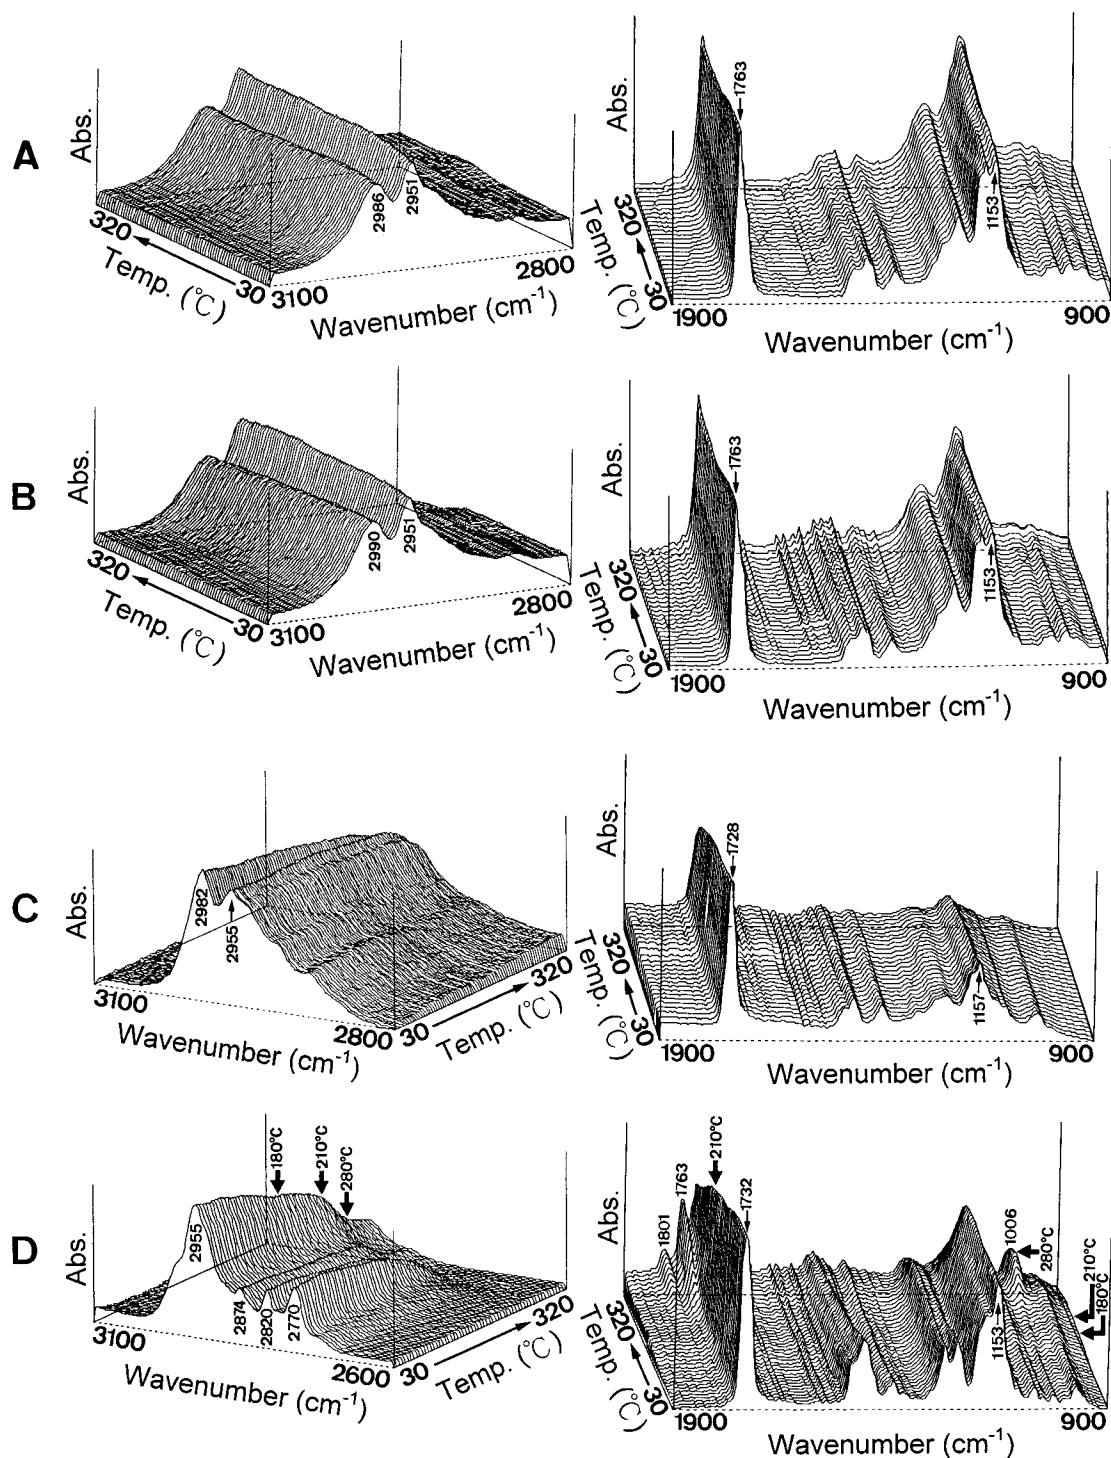 A
Abs.
2986
2951
320
30
Temp. (℃)
3100
2800
Wavenumber (cm-1)
Abs.
1763
1153
320
30
Temp. (℃)
1900
900
Wavenumber (cm-1)
B
Abs.
2990
2951
320
30
Temp. (℃)
3100
2800
Wavenumber (cm-1)
Abs.
1763
1153
320
30
Temp. (℃)
1900
900
Wavenumber (cm-1)
C
Abs.
2982
2955
3100
2800
Wavenumber (cm-1)
30
320
Temp. (℃)
Abs.
1728
1157
320
30
Temp. (℃)
1900
900
Wavenumber (cm-1)
D
Abs.
180°C
210°C
280°C
2955
2874
2820
2770
3100
2600
Wavenumber (cm-1)
30
320
Temp. (℃)
Abs.
1801
1763
210°C
1732
1006
280°C
210°C
180°C
1153
320
30
Temp. (℃)
1900
900
Wavenumber (cm-1)